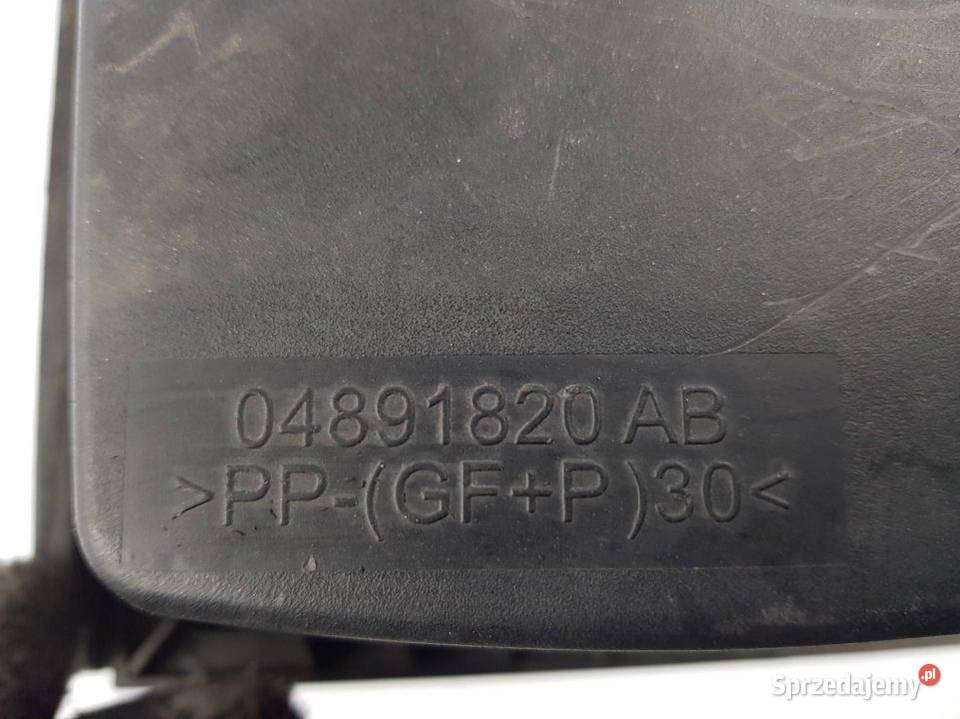 04891820 AB
>PP-(GF+P)30<
Sprzedajemy.pl